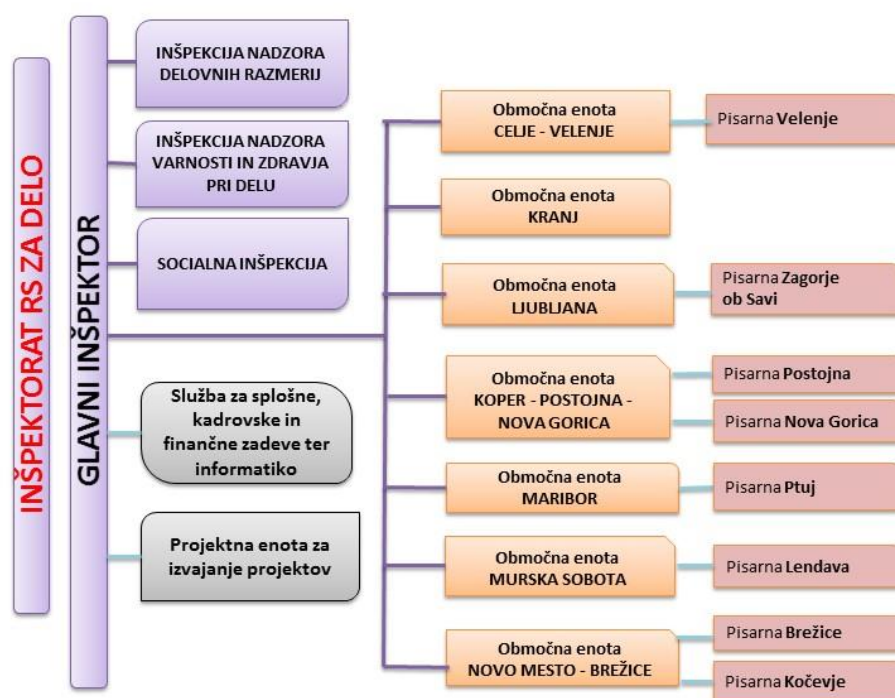 INŠPEKTORAT RS ZA DELO
GLAVNI INŠPEKTOR
INŠPEKCIJA NADZORA
DELOVNIH RAZMERIJ
INŠPEKCIJA NADZORA
VARNOSTI IN ZDRAVJA
PRI DELU
SOCIALNA INŠPEKCIJA
Služba za splošne,
kadrovske in
finančne zadeve ter
informatiko
Projektna enota za
izvajanje projektov
Območna enota
CELJE - VELENJE
Pisarna Velenje
Območna enota
KRANJ
Območna enota
LJUBLJANA
Pisarna Zagorje
ob Savi
Območna enota
KOPER - POSTOJNA -
NOVA GORICA
Pisarna Postojna
Pisarna Nova Gorica
Območna enota
MARIBOR
Pisarna Ptuj
Območna enota
MURSKA SOBOTA
Pisarna Lendava
Območna enota
NOVO MESTO - BREŽICE
Pisarna Brežice
Pisarna Kočevje